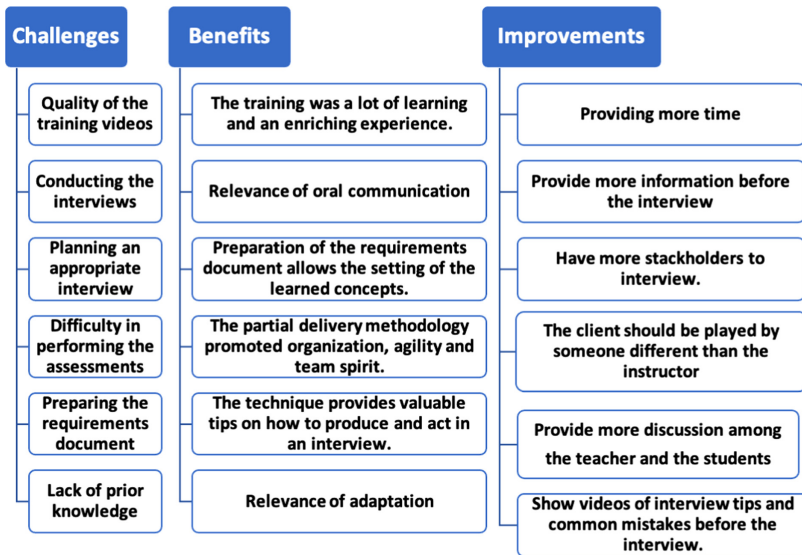 Challenges
Quality of the
training videos
Conducting the
interviews
Planning an
appropriate
interview
Difficulty in
performing the
assessments
Preparing the
requirements
document
Lack of prior
knowledge
Benefits
The training was a lot of learning
and an enriching experience.
Relevance of oral communication
Preparation of the requirements
document allows the setting of the
learned concepts.
The partial delivery methodology
promoted organization, agility and
team spirit.
The technique provides valuable
tips on how to produce and act in
an interview.
Relevance of adaptation
Improvements
Providing more time
Provide more information before
the interview
Have more stackholders to
interview.
The client should be played by
someone different than the
instructor
Provide more discussion among
the teacher and the students
Show videos of interview tips and
common mistakes before the
interview.